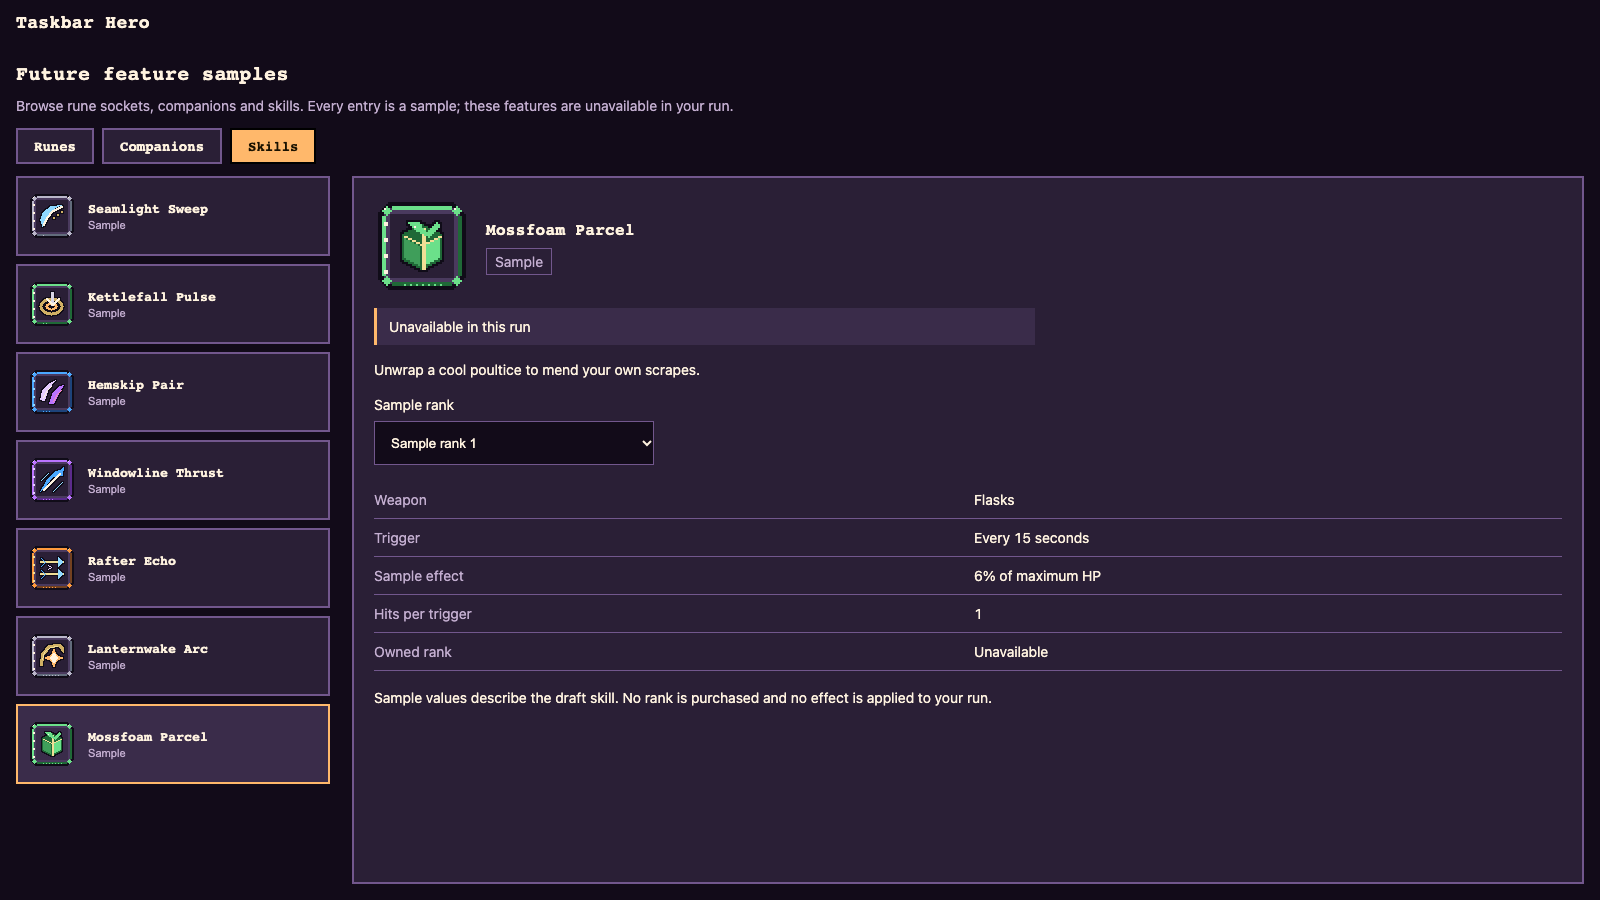 Taskbar Hero
Future feature samples
Browse rune sockets, companions and skills. Every entry is a sample; these features are unavailable in your run.
Runes
Companions
Skills
Seamlight Sweep
Sample
Kettlefall Pulse
Sample
Hemskip Pair
Sample
Windowline Thrust
Sample
Rafter Echo
Sample
Lanternwake Arc
Sample
Mossfoam Parcel
Sample
Mossfoam Parcel
Sample
Unavailable in this run
Unwrap a cool poultice to mend your own scrapes.
Sample rank
Sample rank 1
Weapon Flasks
Trigger Every 15 seconds
Sample effect 6% of maximum HP
Hits per trigger 1
Owned rank Unavailable
Sample values describe the draft skill. No rank is purchased and no effect is applied to your run.